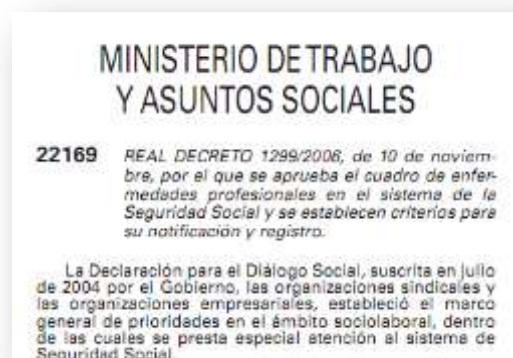 MINISTERIO DE TRABAJO
Y ASUNTOS SOCIALES
22169 REAL DECRETO 1299/2006, de 10 de noviem-
bre, por el que se aprueba el cuadro de enfer-
medades profesionales en el sistema de la
Seguridad Social y se establecen criterios para
su notificación y registro.
La Declaración para el Diálogo Social, suscrita en julio
de 2004 por el Gobierno, las organizaciones sindicales y
las organizaciones empresariales, estableció el marco
general de prioridades en el ámbito sociolaboral, dentro
de las cuales se presta especial atención al sistema de
Seguridad Social.